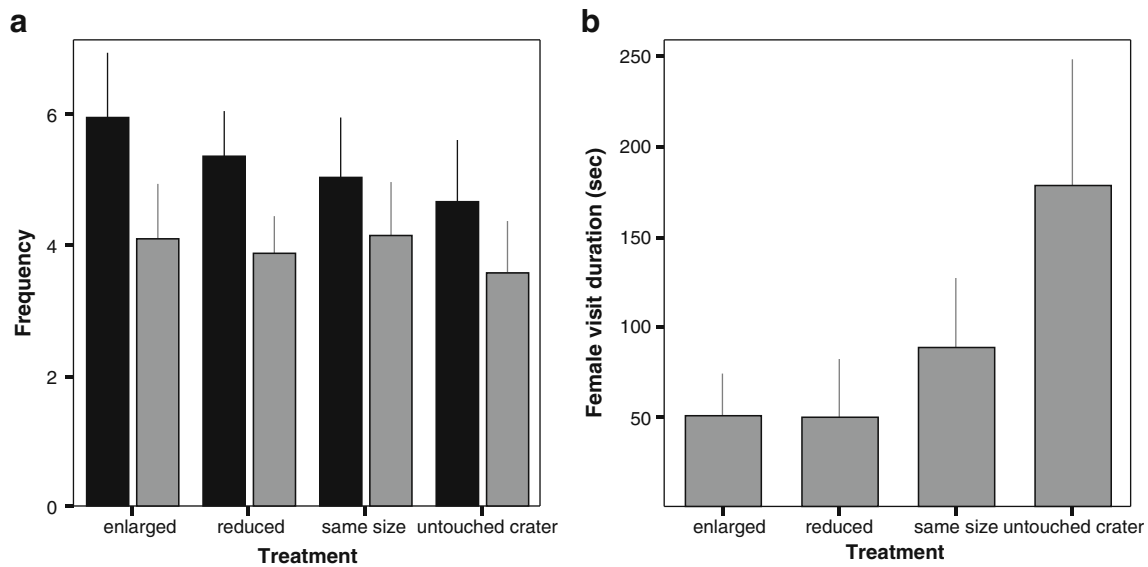 a
Frequency
6
4
2
0
enlarged reduced same size untouched crater
Treatment
b
Female visit duration (sec)
250
200
150
100
50
enlarged reduced same size untouched crater
Treatment